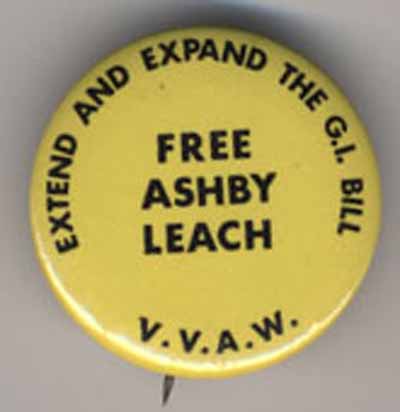 EXTEND AND EXPAND THE G.I. BILL
FREE
ASHBY
LEACH
V.V.A.W.